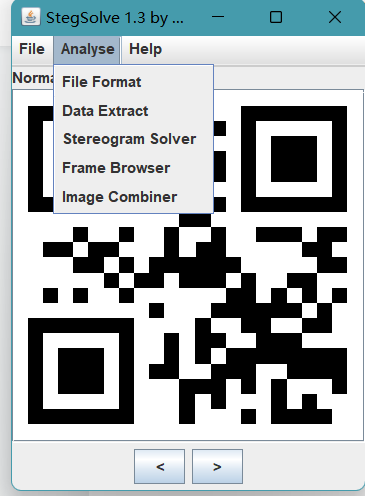 StegSolve 1.3 by ...
File Analyse Help
Norma
File Format
Data Extract
Stereogram Solver
Frame Browser
Image Combiner
< >